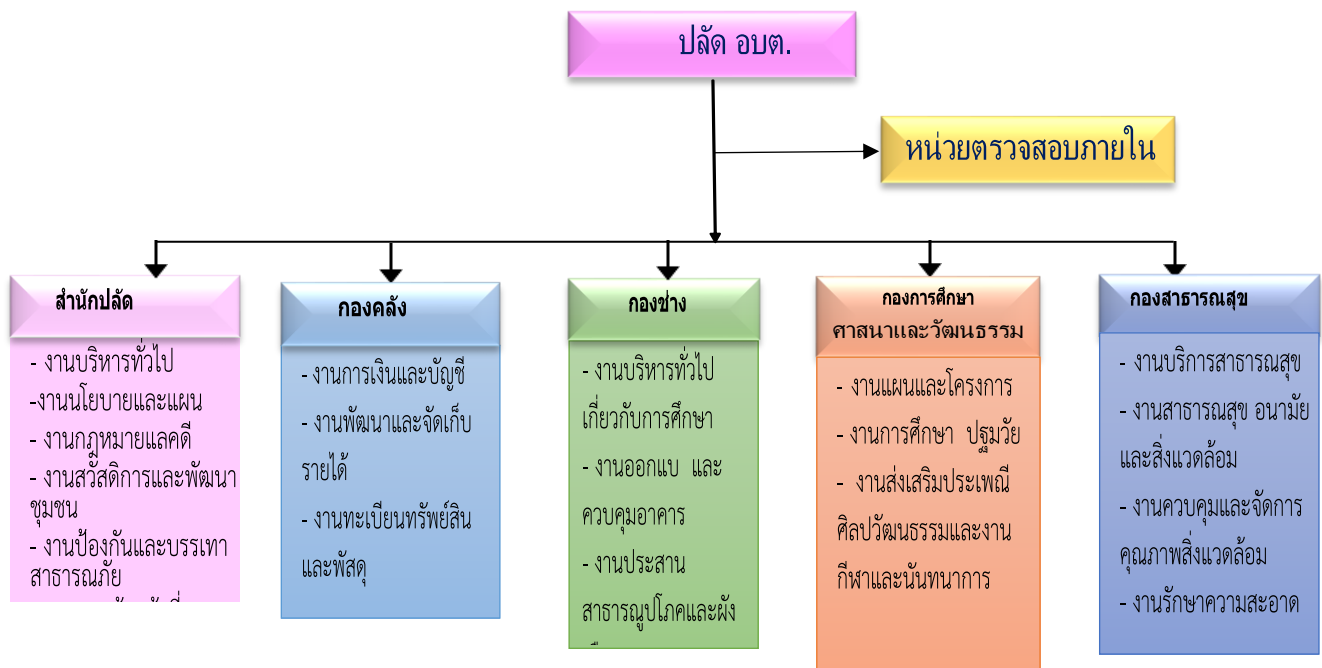 ปลัด อบต.
หน่วยตรวจสอบภายใน
สำนักปลัด
- งานบริหารทั่วไป
-งานนโยบายและแผน
- งานกฎหมายแลคดี
- งานสวัสดิการและพัฒนา
ชุมชน
- งานป้องกันและบรรเทา
สาธารณภัย
กองคลัง
- งานการเงินและบัญชี
- งานพัฒนาและจัดเก็บ
รายได้
- งานทะเบียนทรัพย์สิน
และพัสดุ
กองช่าง
- งานบริหารทั่วไป
เกี่ยวกับการศึกษา
- งานออกแบ และ
ควบคุมอาคาร
- งานประสาน
สาธารณูปโภคและผัง
กองการศึกษา
ศาสนาและวัฒนธรรม
- งานแผนและโครงการ
- งานการศึกษา ปฐมวัย
- งานส่งเสริมประเพณี
ศิลปวัฒนธรรมและงาน
กีฬาและนันทนาการ
กองสาธารณสุข
- งานบริการสาธารณสุข
- งานสาธารณสุข อนามัย
และสิ่งแวดล้อม
- งานควบคุมและจัดการ
คุณภาพสิ่งแวดล้อม
- งานรักษาความสะอาด